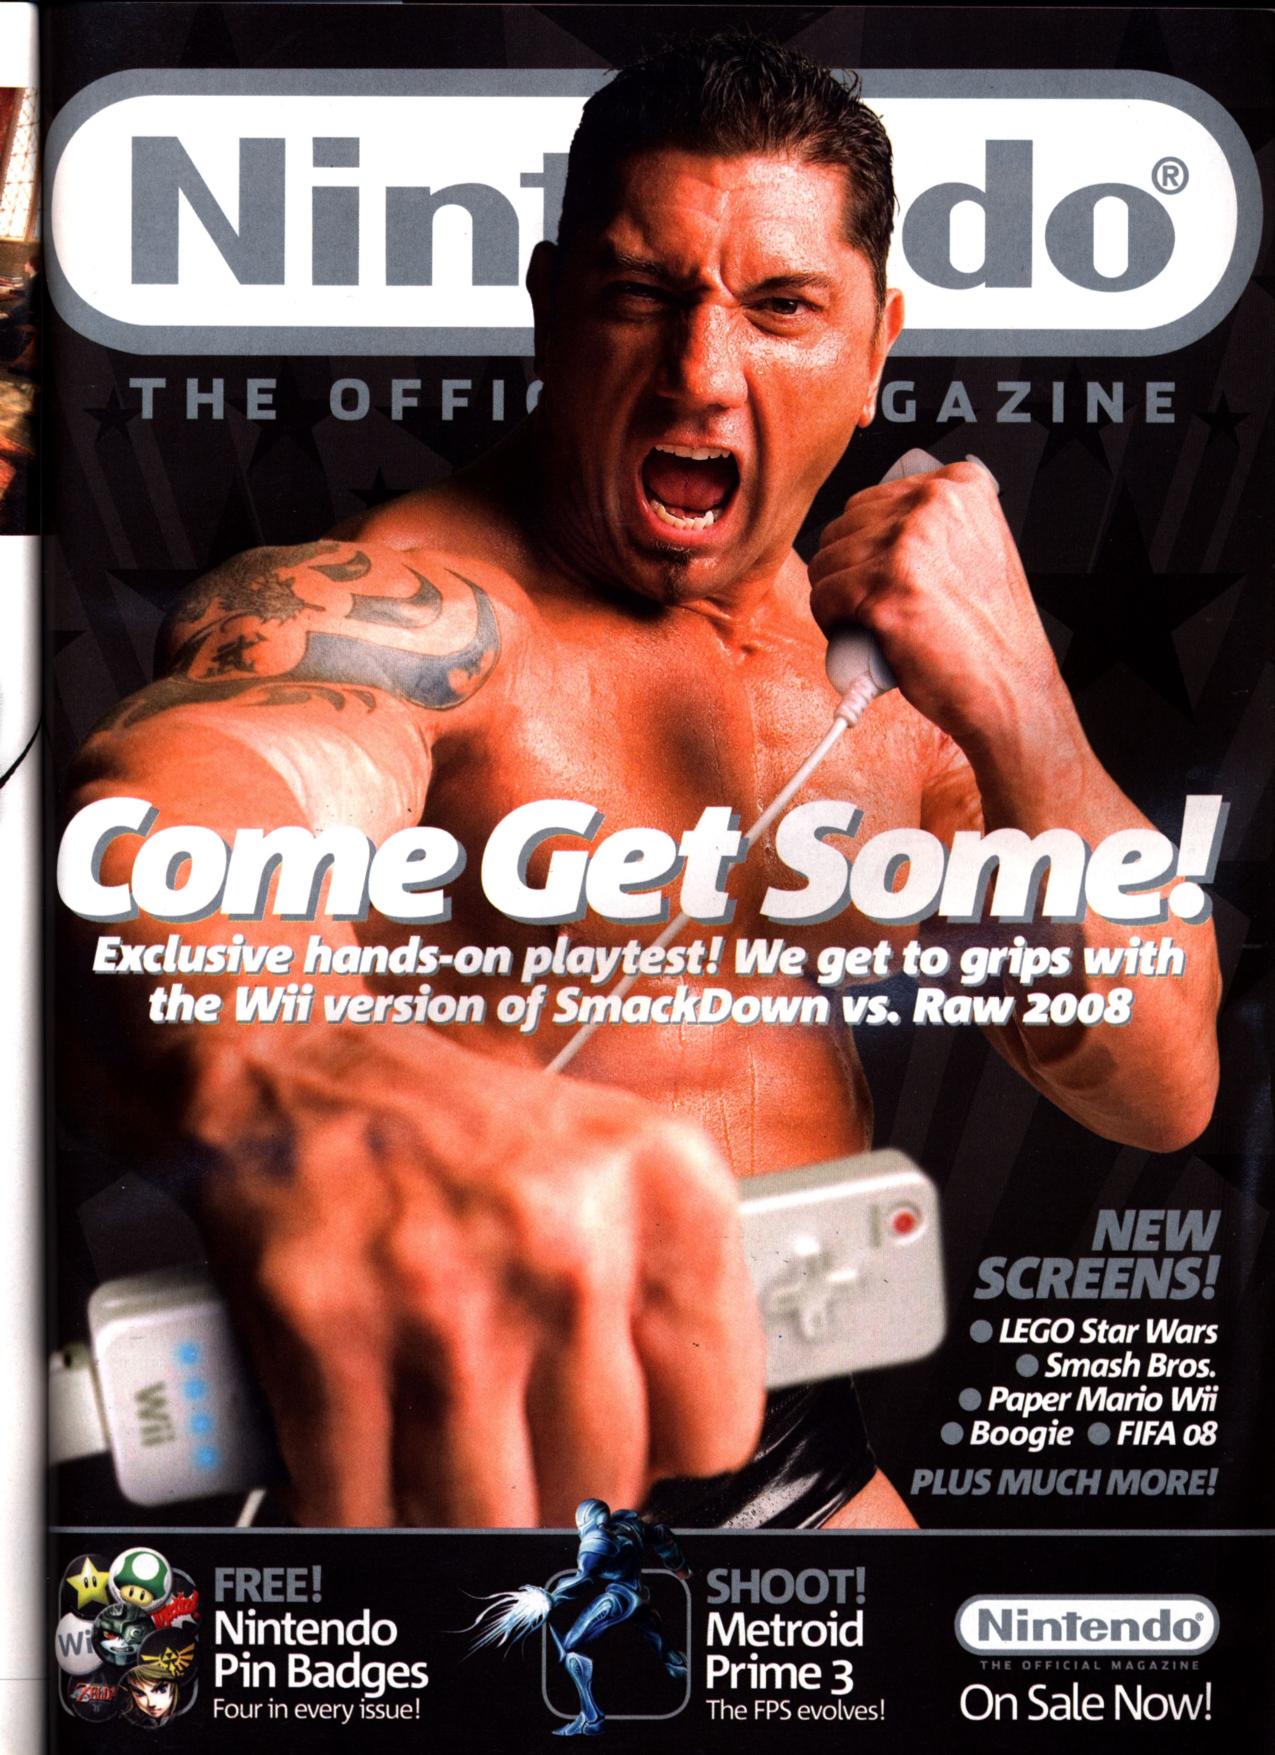 Nin do®
THE OFFIC GAZINE
Come Get Some!
Exclusive hands-on playtest! We get to grips with
the Wii version of SmackDown vs. Raw 2008
Wii
NEW
SCREENS!
LEGO Star Wars
Smash Bros.
Paper Mario Wii
Boogie FIFA 08
PLUS MUCH MORE!
FREE!
Nintendo
Pin Badges
Four in every issue!
Wi
ZELDA
SHOOT!
Metroid
Prime 3
The FPS evolves!
Nintendo®
THE OFFICIAL MAGAZINE
On Sale Now!